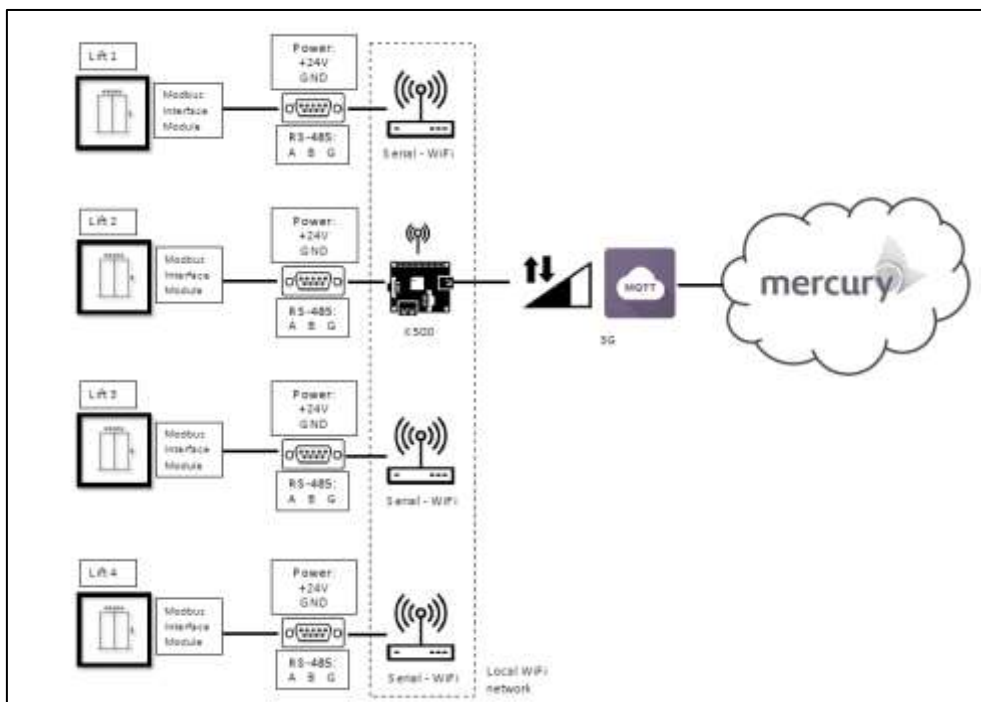 Lift 1
Modbus
Interface
Module
Power:
+24V
GND
RS-485:
A B G
Serial - WiFi
Lift 2
Modbus
Interface
Module
Power:
+24V
GND
RS-485:
A B G
MQTT
mercury
3G
Lift 3
Modbus
Interface
Module
Power:
+24V
GND
RS-485:
A B G
Serial - WiFi
Lift 4
Modbus
Interface
Module
Power:
+24V
GND
RS-485:
A B G
Serial - WiFi
Local WiFi
network